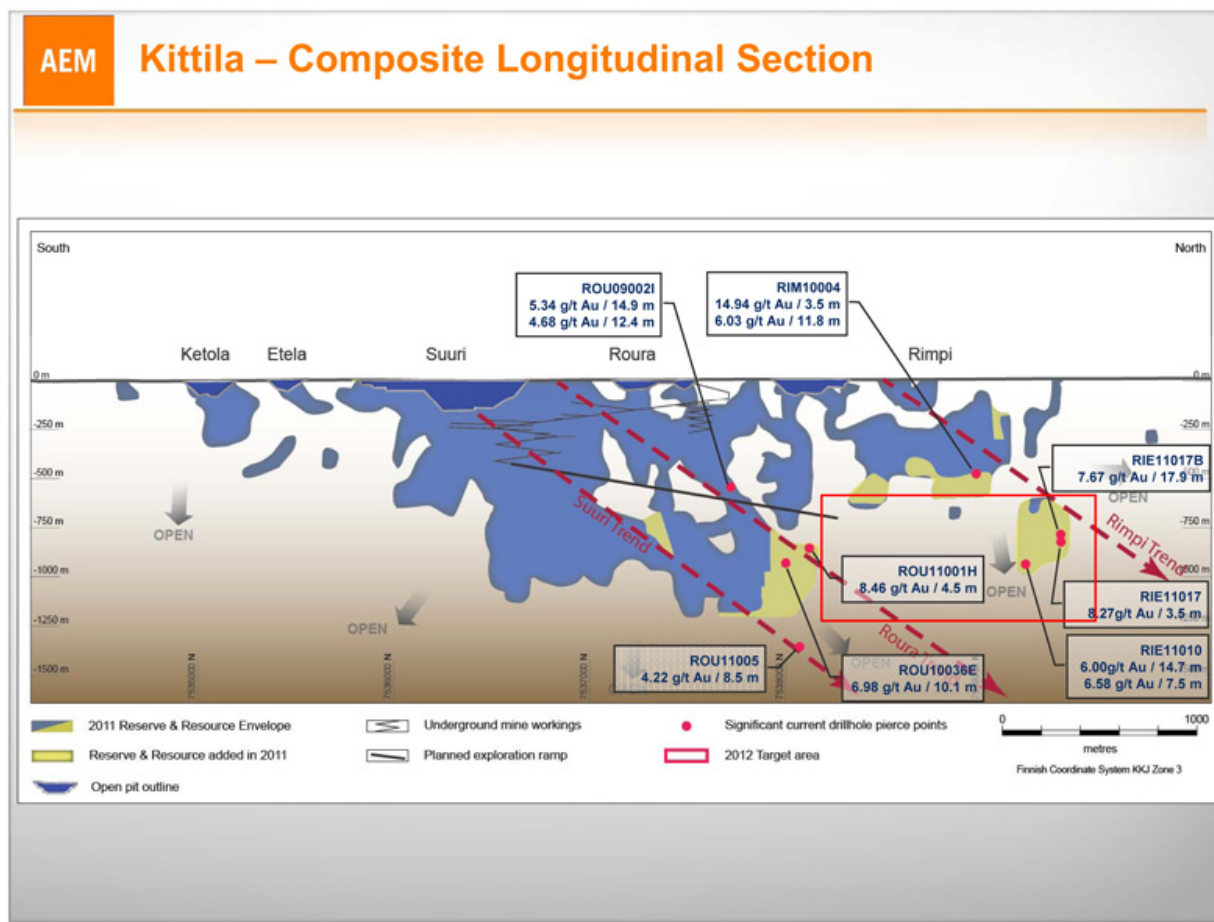 AEM
Kittila – Composite Longitudinal Section
South
North
ROU09002I
5.34 g/t Au / 14.9 m
4.68 g/t Au / 12.4 m
RIM10004
14.94 g/t Au / 3.5 m
6.03 g/t Au / 11.8 m
Ketola
Etela
Suuri
Roura
Rimpi
0 m
0 m
-250 m
-250 m
RIE11017B
7.67 g/t Au / 17.9 m
-500 m
OPEN
Suuri Trend
-750 m
-750 m
OPEN
Rimpi Trend
ROU11001H
8.46 g/t Au / 4.5 m
-1000 m
OPEN
RIE11017
8.27g/t Au / 3.5 m
-1250 m
OPEN
Roura
ROU11005
4.22 g/t Au / 8.5 m
OPEN
ROU10036E
6.98 g/t Au / 10.1 m
RIE11010
6.00g/t Au / 14.7 m
6.58 g/t Au / 7.5 m
-1500 m
7535000 N
7536000 N
7537000 N
7538000 N
2011 Reserve & Resource Envelope
Underground mine workings
Significant current drillhole pierce points
0
1000
Reserve & Resource added in 2011
Planned exploration ramp
2012 Target area
metres
Finnish Coordinate System KKJ Zone 3
Open pit outline